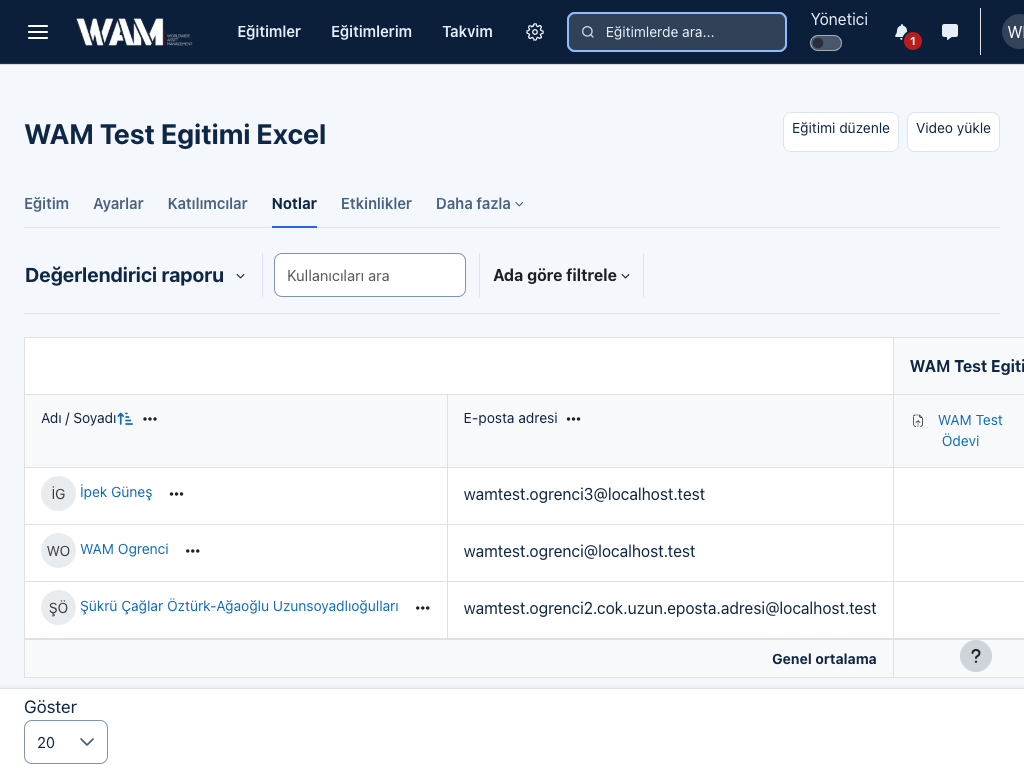 WAM WORLDWIDE ASSET MANAGEMENT
Eğitimler
Eğitimlerim
Takvim
Eğitimlerde ara...
Yönetici
1
WAM Test Egitimi Excel
Eğitimi düzenle
Video yükle
Eğitim
Ayarlar
Katılımcılar
Notlar
Etkinlikler
Daha fazla
Değerlendirici raporu
Kullanıcıları ara
Ada göre filtrele
WAM Test Egiti
Adı / Soyadı
E-posta adresi
WAM Test
Ödevi
İG İpek Güneş
wamtest.ogrenci3@localhost.test
WO WAM Ogrenci
wamtest.ogrenci@localhost.test
ŞÖ Şükrü Çağlar Öztürk-Ağaoğlu Uzunsoyadlıoğulları
wamtest.ogrenci2.cok.uzun.eposta.adresi@localhost.test
Genel ortalama
?
Göster
20